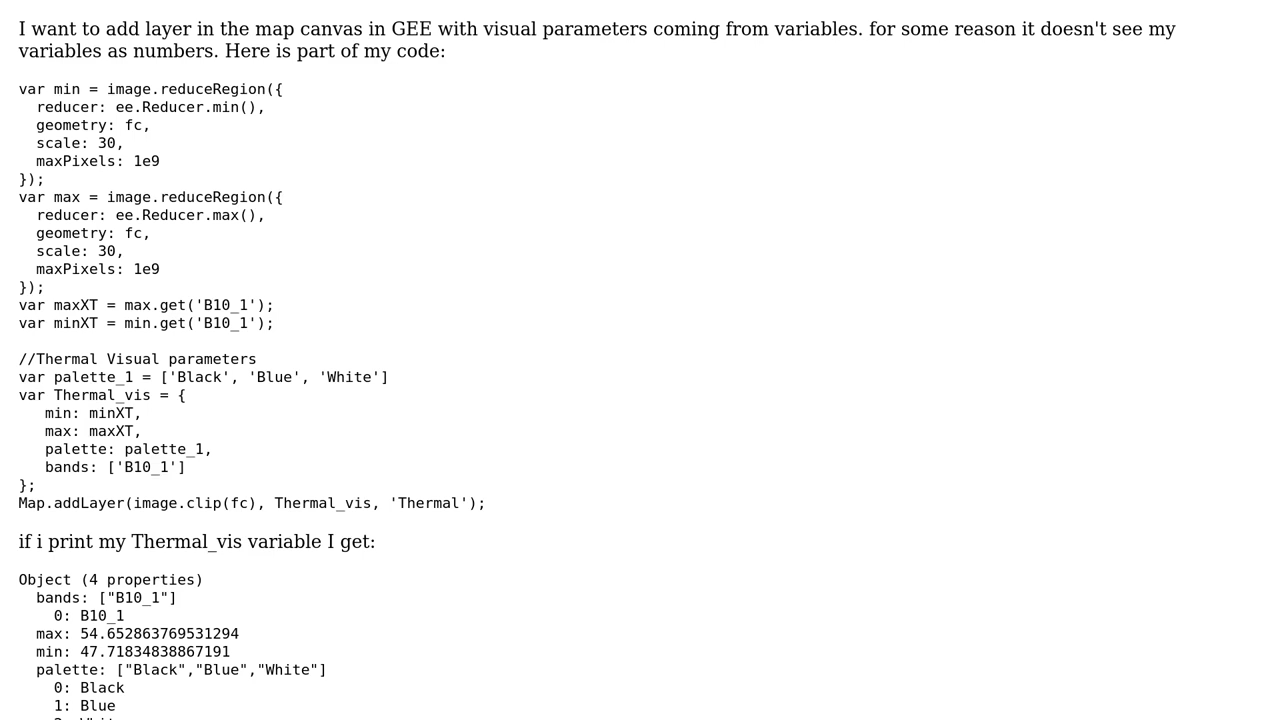 I want to add layer in the map canvas in GEE with visual parameters coming from variables. for some reason it doesn't see my
variables as numbers. Here is part of my code:
var min = image.reduceRegion({
  reducer: ee.Reducer.min(),
  geometry: fc,
  scale: 30,
  maxPixels: 1e9
});
var max = image.reduceRegion({
  reducer: ee.Reducer.max(),
  geometry: fc,
  scale: 30,
  maxPixels: 1e9
});
var maxXT = max.get('B10_1');
var minXT = min.get('B10_1');

//Thermal Visual parameters
var palette_1 = ['Black', 'Blue', 'White']
var Thermal_vis = {
   min: minXT,
   max: maxXT,
   palette: palette_1,
   bands: ['B10_1']
};
Map.addLayer(image.clip(fc), Thermal_vis, 'Thermal');
if i print my Thermal_vis variable I get:
Object (4 properties)
  bands: ["B10_1"]
    0: B10_1
  max: 54.652863769531294
  min: 47.71834838867191
  palette: ["Black","Blue","White"]
    0: Black
    1: Blue